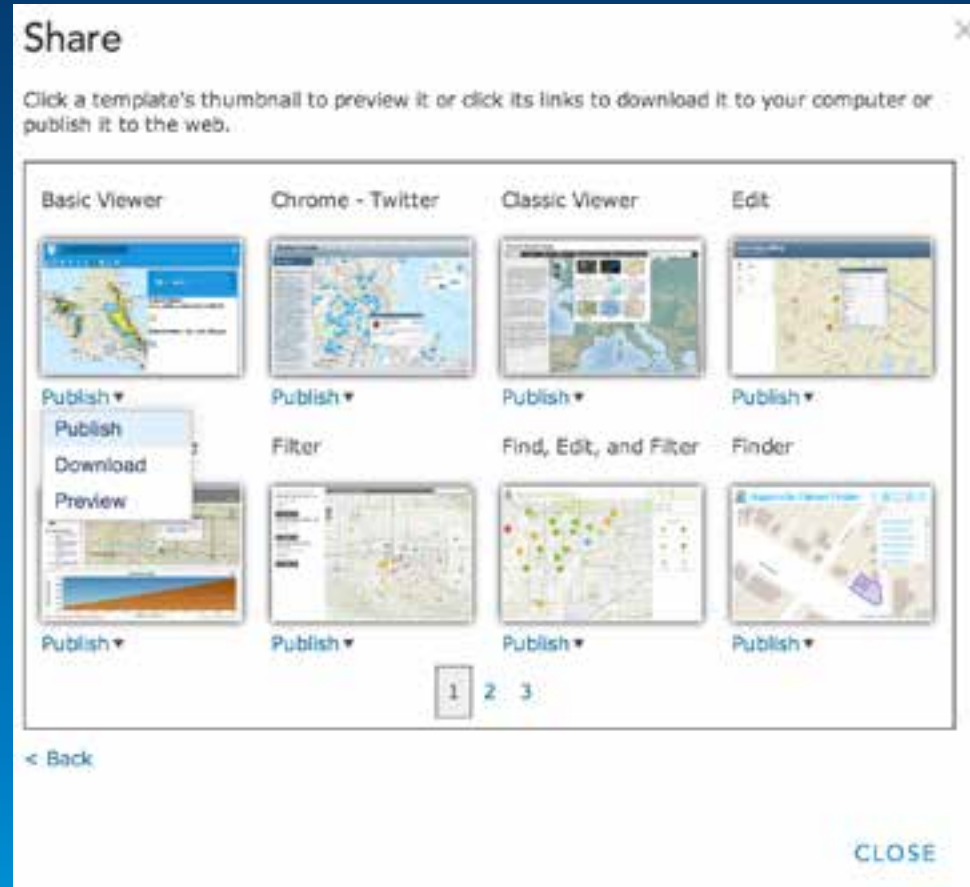 Share
Click a template's thumbnail to preview it or click its links to download it to your computer or
publish it to the web.
Basic Viewer
Chrome - Twitter
Classic Viewer
Edit
Publish ▾
Publish ▾
Publish ▾
Publish ▾
Publish
Download
Preview
Filter
Find, Edit, and Filter
Finder
Publish ▾
Publish ▾
Publish ▾
Publish ▾
1 2 3
< Back
CLOSE